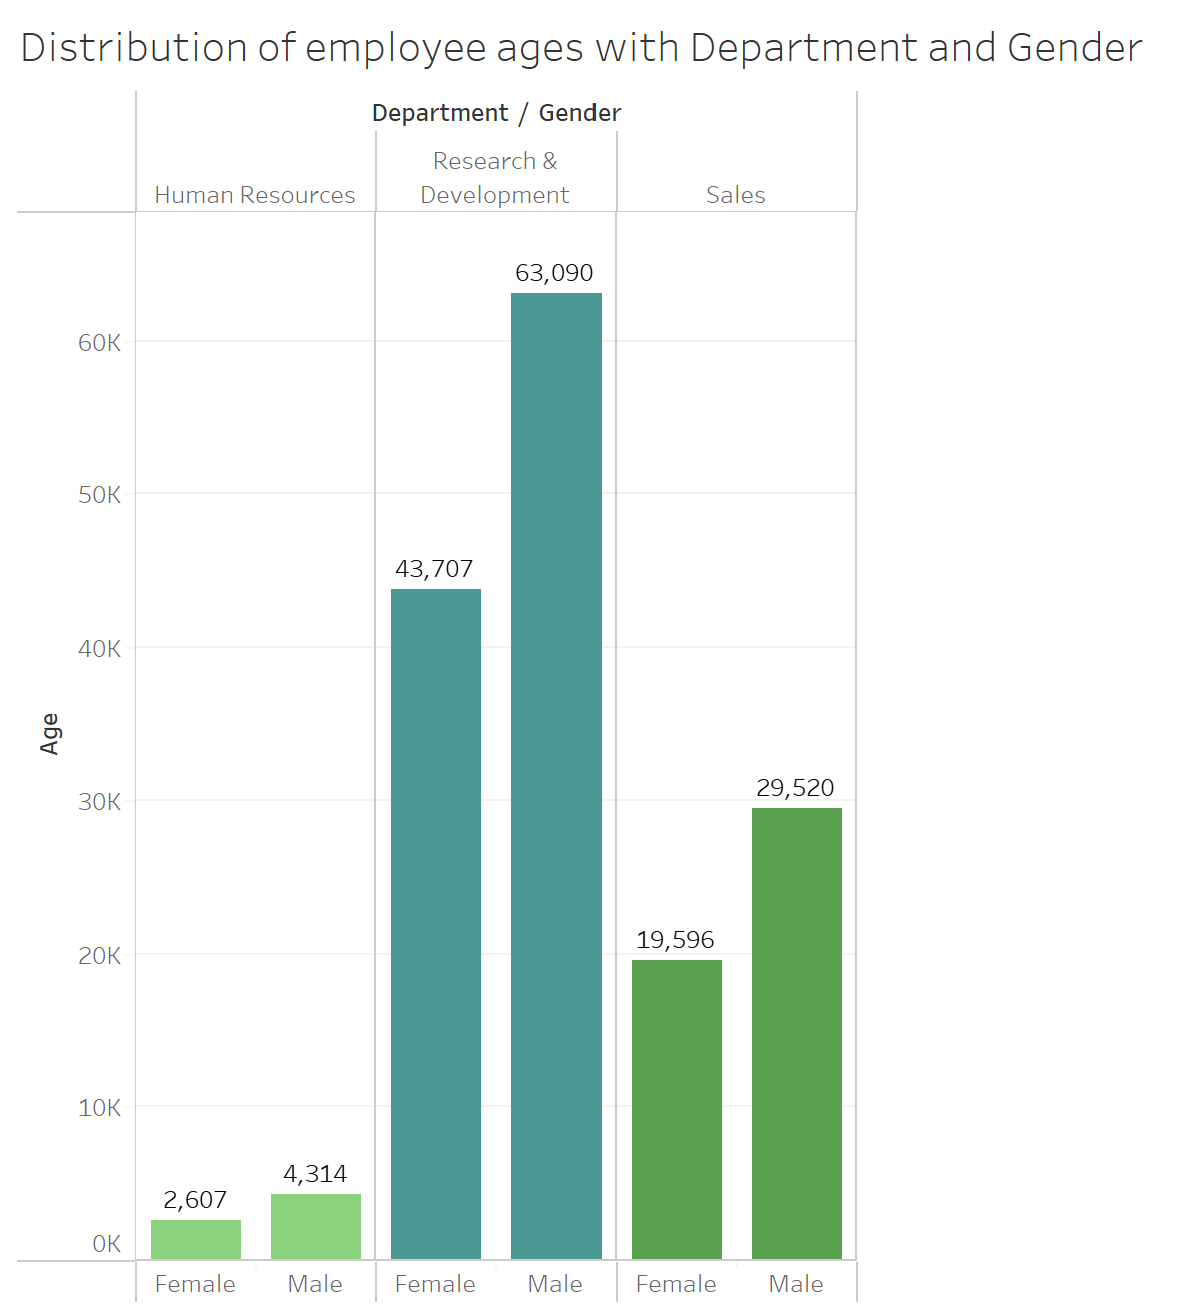 Distribution of employee ages with Department and Gender
Department / Gender
Human Resources
Research &
Development
Sales
Age
60K
50K
40K
30K
20K
10K
0K
2,607
4,314
43,707
63,090
19,596
29,520
Female
Male
Female
Male
Female
Male